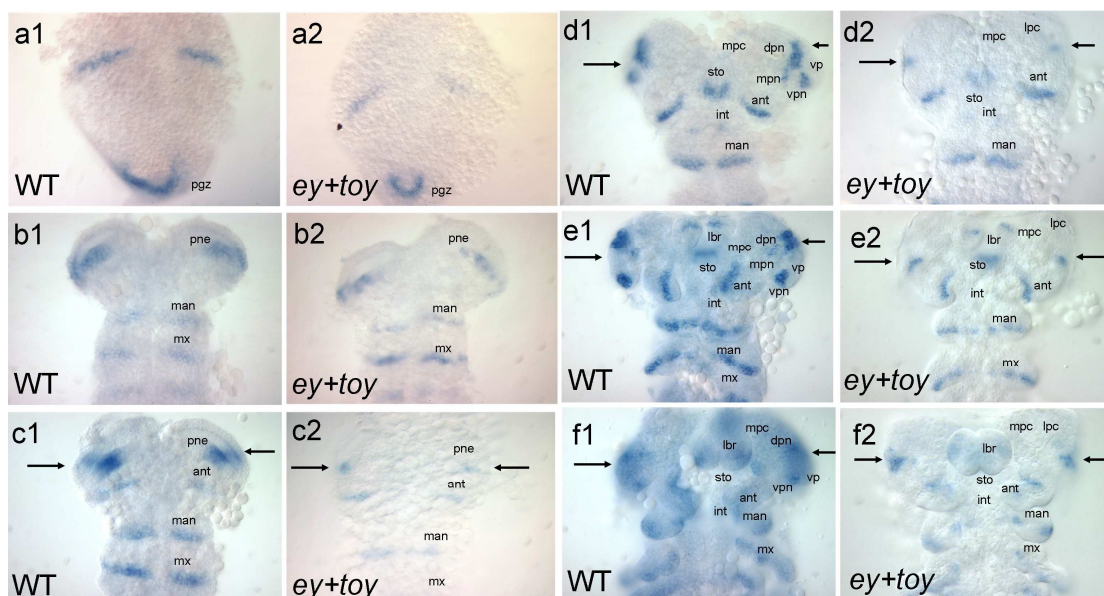 a1
pgz
WT
a2
pgz
ey+toy
b1
pne
man
mx
WT
b2
pne
man
mx
ey+toy
c1
pne
ant
man
mx
WT
c2
pne
ant
man
mx
ey+toy
d1
mpc
dpn
vp
sto
mpn
vpn
ant
int
man
WT
d2
lpc
mpc
ant
sto
int
man
ey+toy
e1
lbr
mpc
dpn
sto
mpn
vp
ant
vpn
int
man
mx
WT
e2
lpc
lbr
mpc
sto
int
ant
man
mx
ey+toy
f1
mpc
dpn
lbr
sto
vp
vpn
ant
int
man
mx
WT
f2
mpc
lpc
lbr
sto
ant
int
man
mx
ey+toy